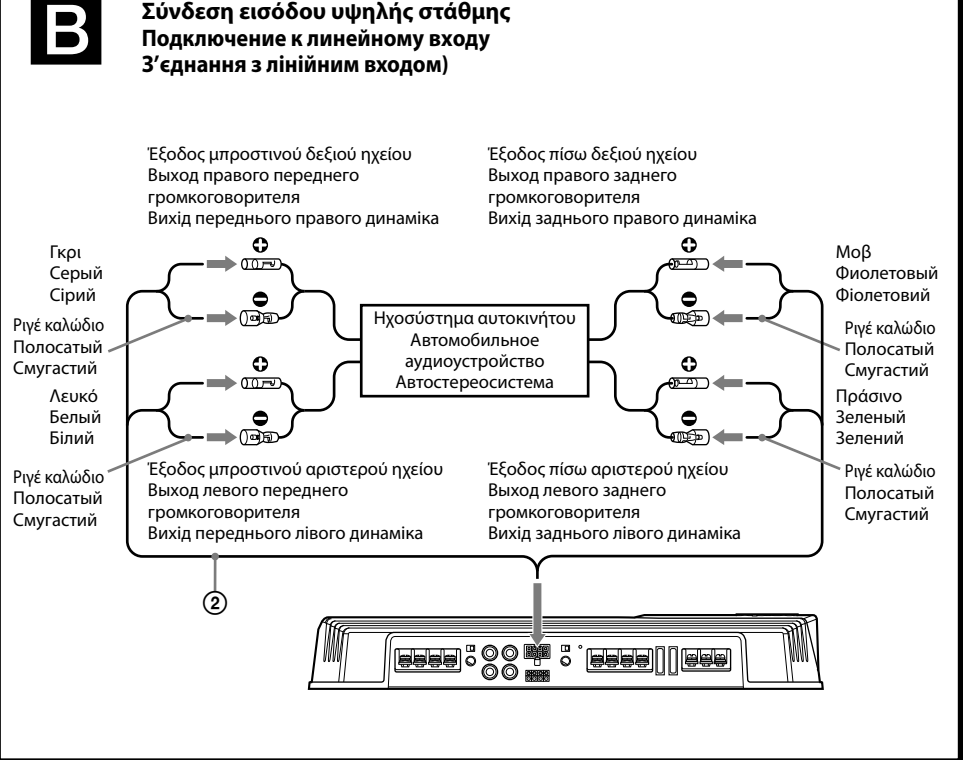 B
Σύνδεση εισόδου υψηλής στάθμης
Подключение к линейному входу
З’єднання з лінійним входом)
Έξοδος μπροστινού δεξιού ηχείου
Выход правого переднего
громкоговорителя
Вихід переднього правого динаміка
Έξοδος πίσω δεξιού ηχείου
Выход правого заднего
громкоговорителя
Вихід заднього правого динаміка
Γκρι
Серый
Сірий
Ριγέ καλώδιο
Полосатый
Смугастий
Λευκό
Белый
Білий
Ριγέ καλώδιο
Полосатый
Смугастий
Ηχοσύστημα αυτοκινήτου
Автомобильное
аудиоустройство
Автостереосистема
Μοβ
Фиолетовый
Фіолетовий
Ριγέ καλώδιο
Полосатый
Смугастий
Πράσινο
Зеленый
Зелений
Ριγέ καλώδιο
Полосатый
Смугастий
Έξοδος μπροστινού αριστερού ηχείου
Выход левого переднего
громкоговорителя
Вихід переднього лівого динаміка
Έξοδος πίσω αριστερού ηχείου
Выход левого заднего
громкоговорителя
Вихід заднього лівого динаміка
②